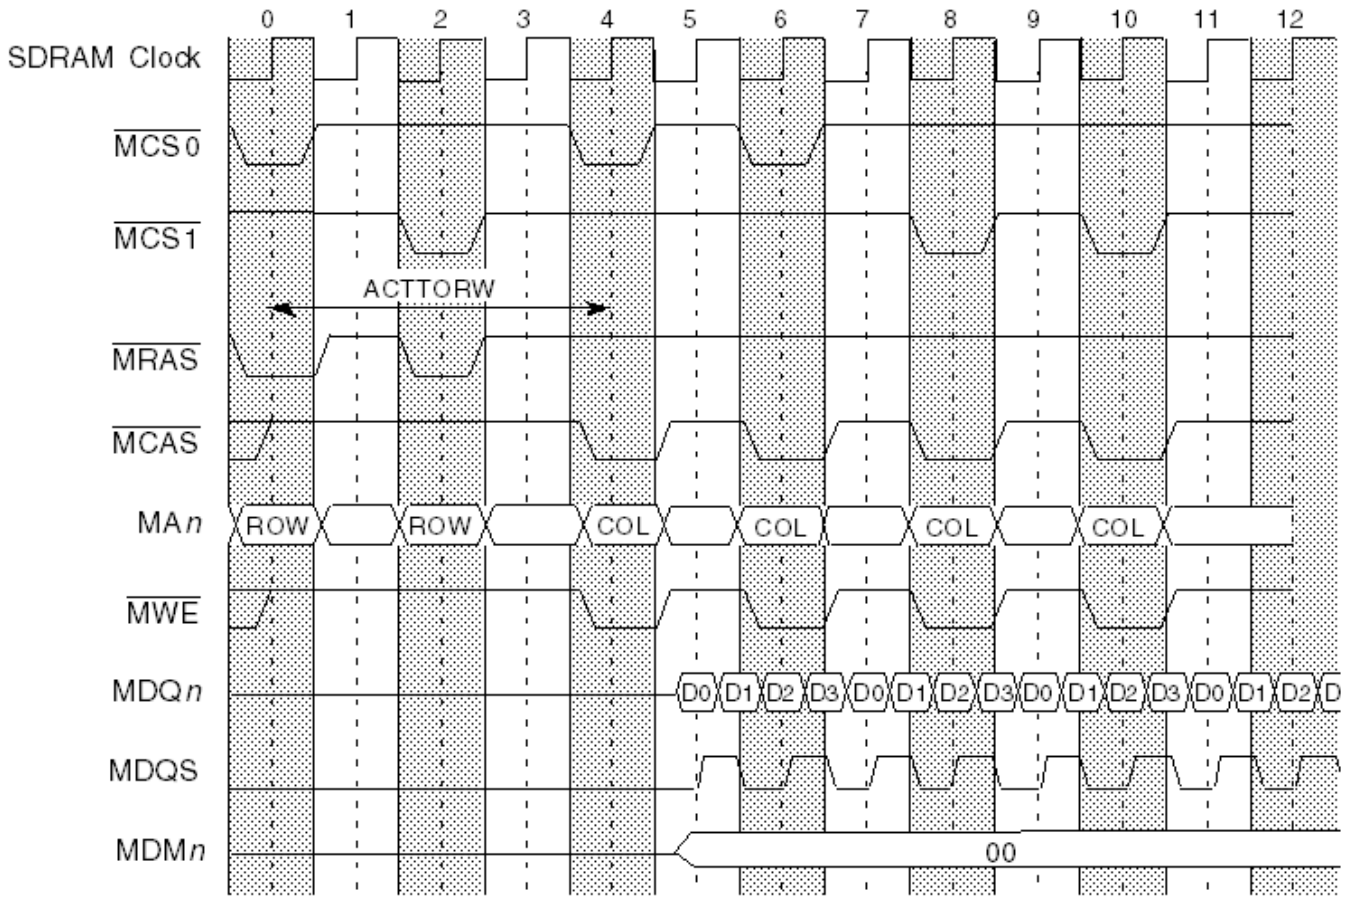 0 1 2 3 4 5 6 7 8 9 10 11 12
SDRAM Clock
MCS0
MCS1
ACTTORW
MRAS
MCAS
MAn ROW ROW COL COL COL COL
MWE
MDQn D0 D1 D2 D3 D0 D1 D2 D3 D0 D1 D2 D3 D0 D1 D2 D
MDQS
MDMn 00